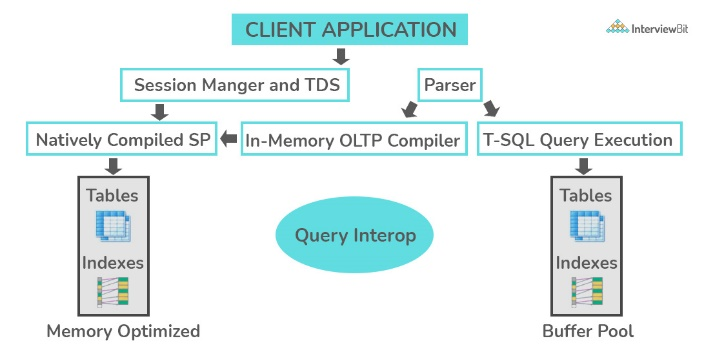 CLIENT APPLICATION
InterviewBit
Session Manger and TDS
Parser
Natively Compiled SP
In-Memory OLTP Compiler
T-SQL Query Execution
Tables
Indexes
Memory Optimized
Query Interop
Tables
Indexes
Buffer Pool